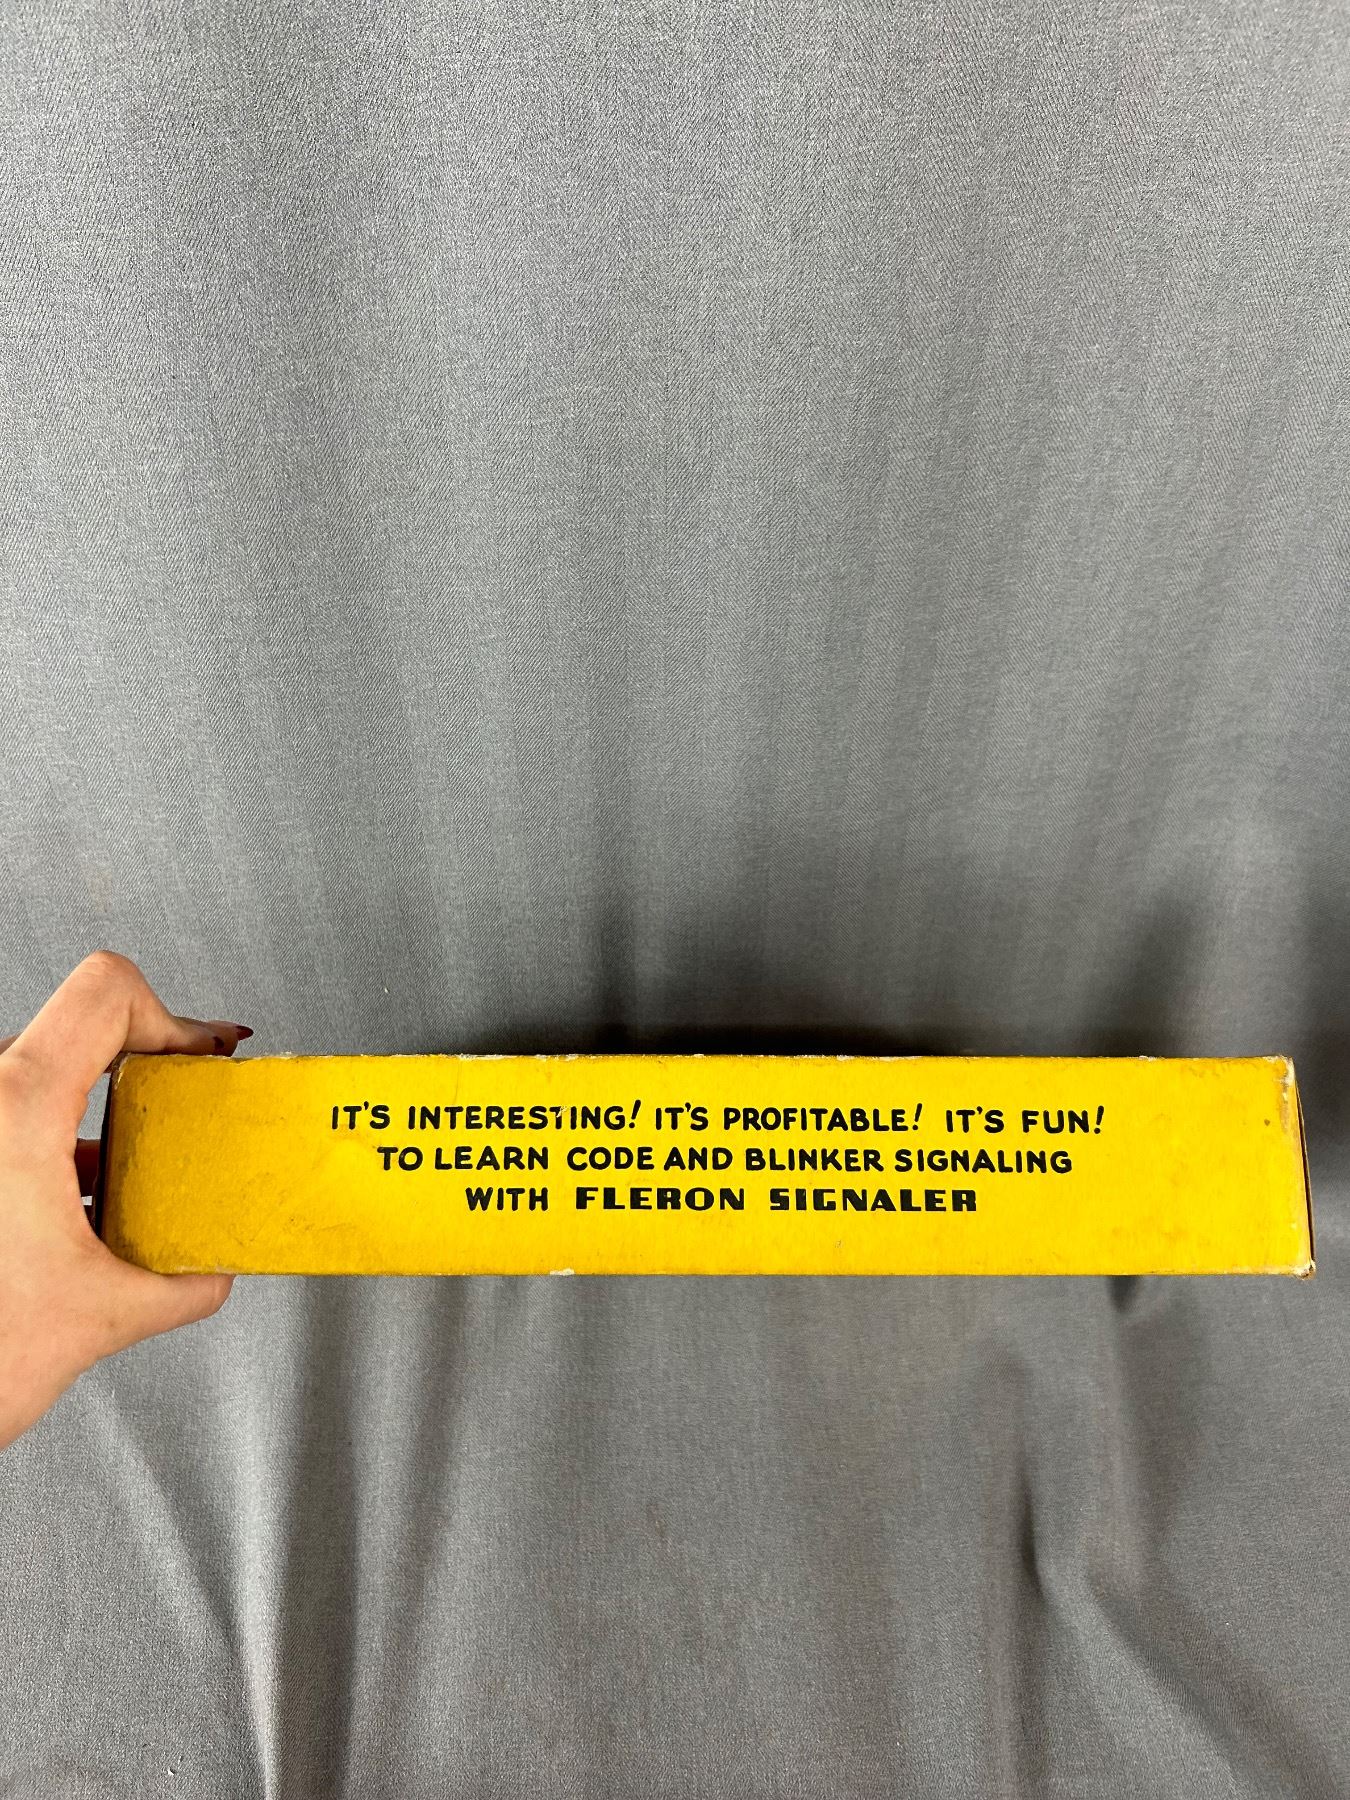 IT'S INTERESTING! IT'S PROFITABLE! IT'S FUN!
TO LEARN CODE AND BLINKER SIGNALING
WITH FLERON SIGNALER